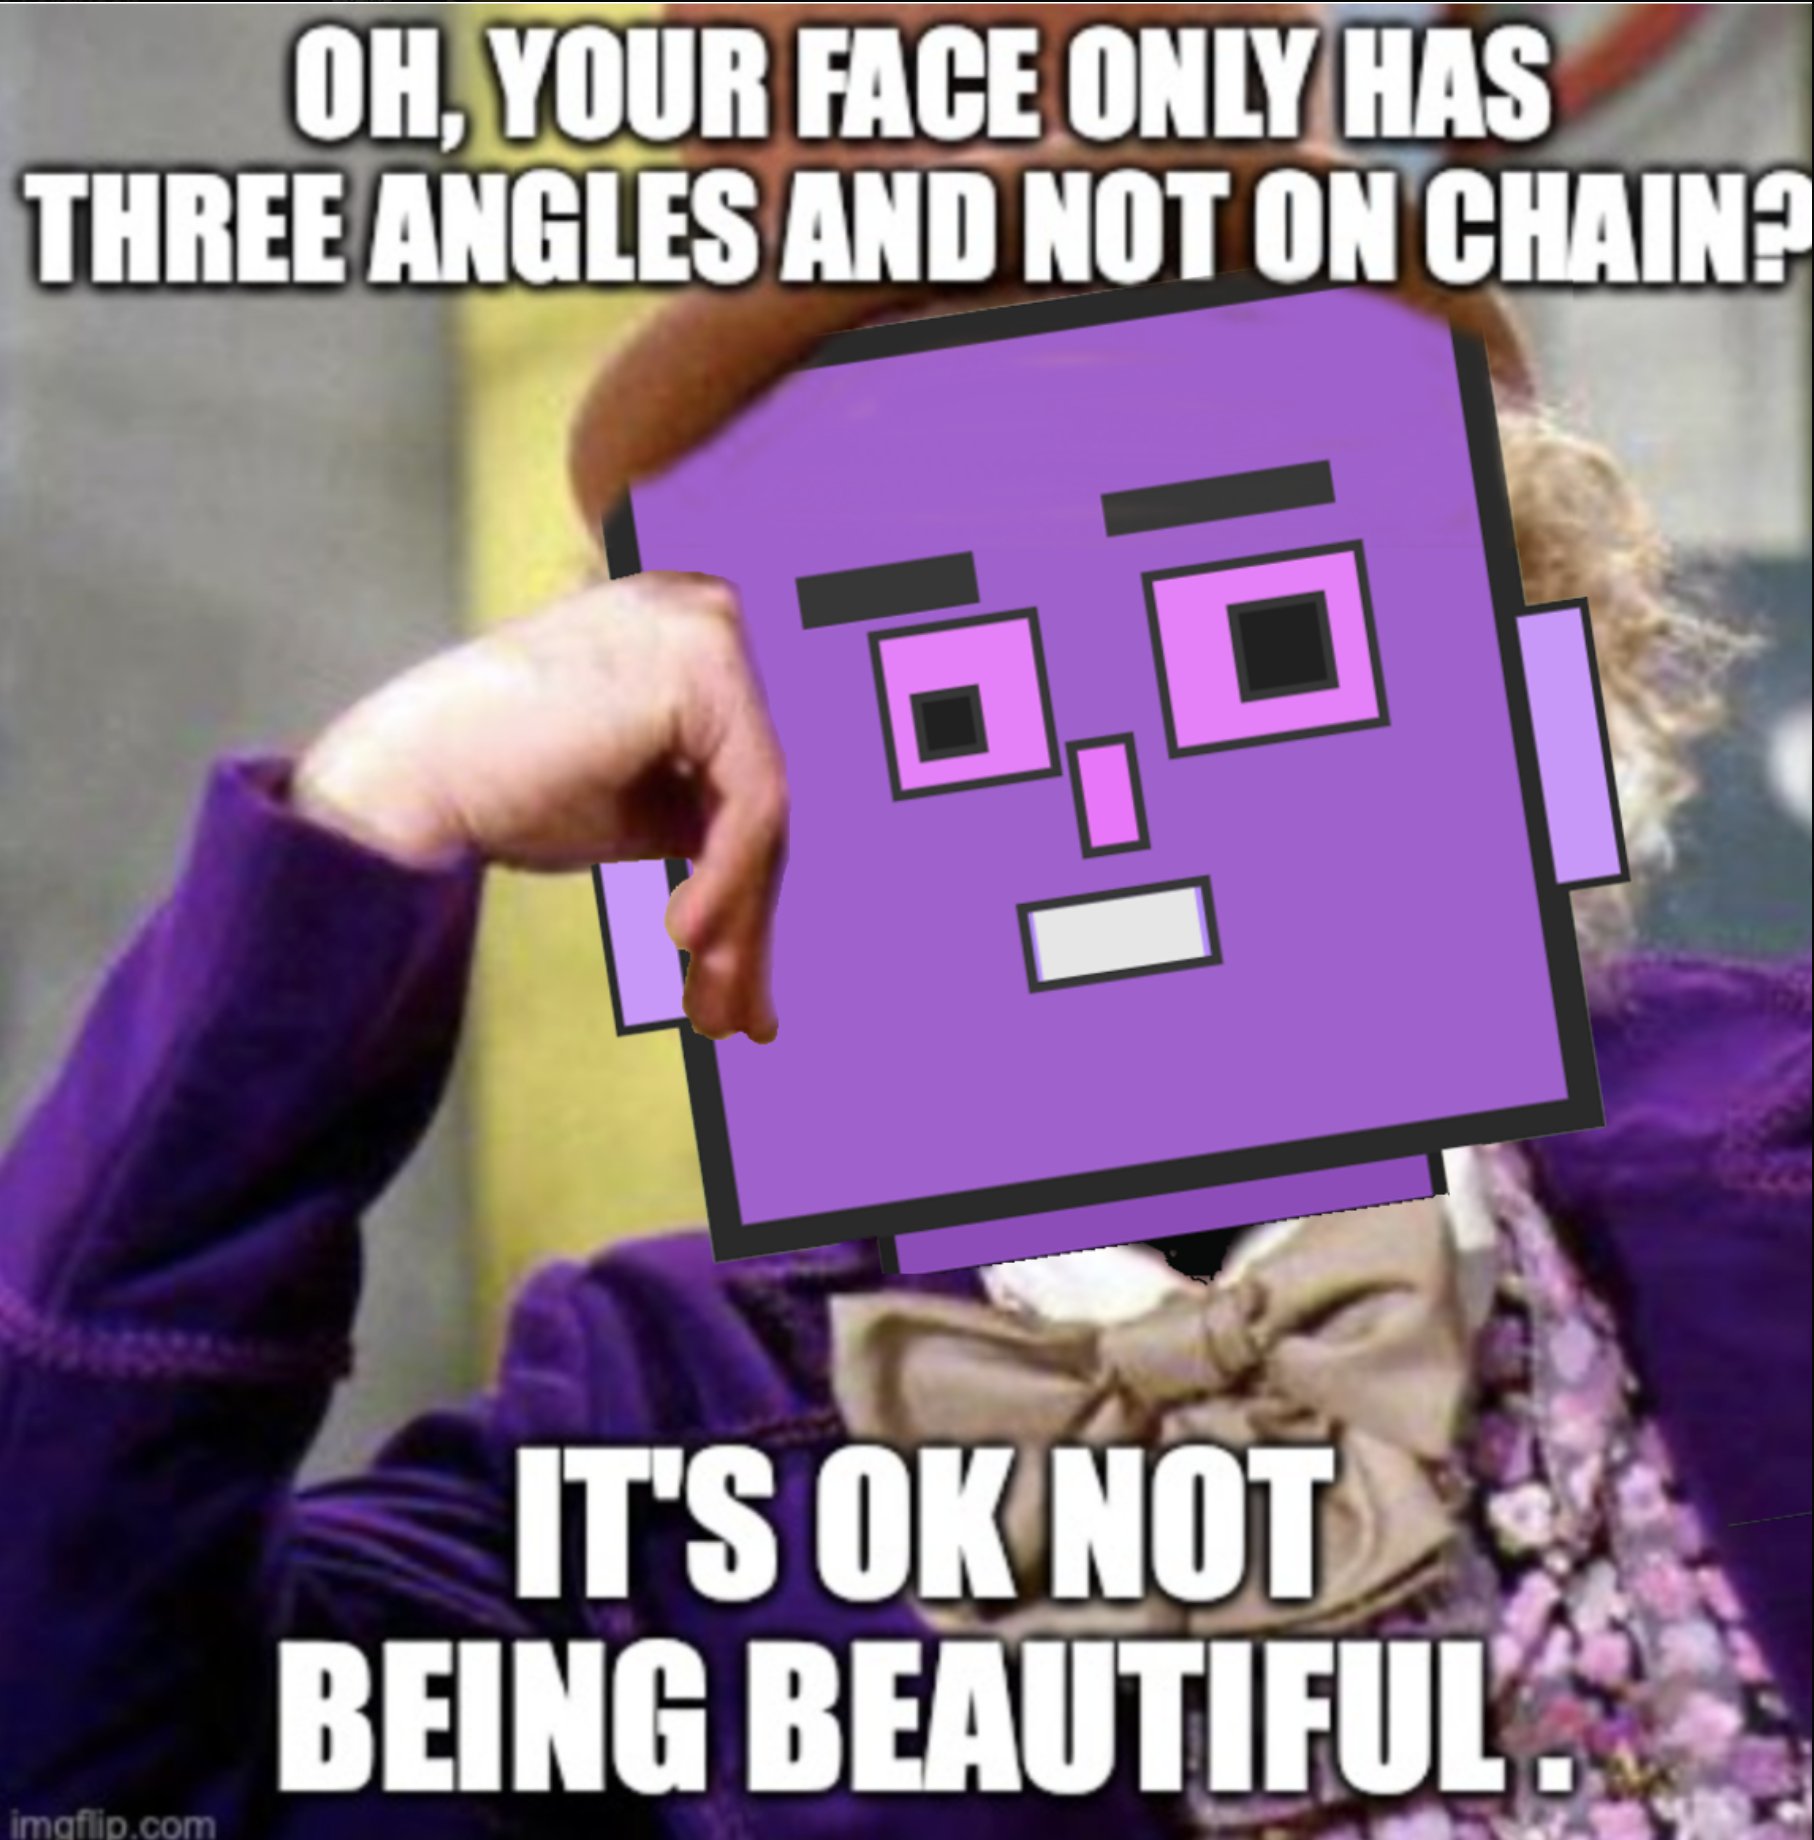 OH, YOUR FACE ONLY HAS
THREE ANGLES AND NOT ON CHAIN?
IT'S OK NOT
BEING BEAUTIFUL .
imgflip.com